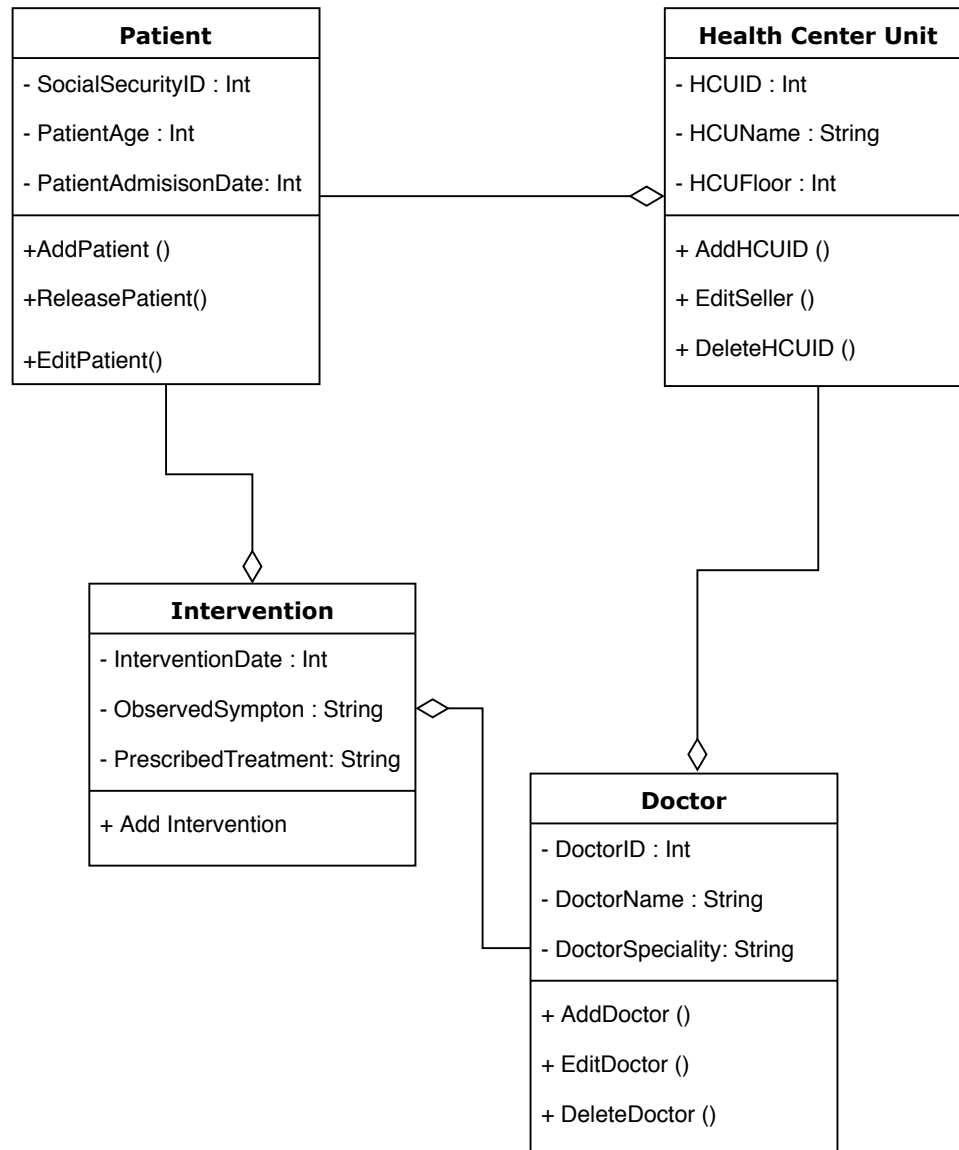 Patient
- SocialSecurityID : Int
- PatientAge : Int
- PatientAdmisisonDate: Int
+AddPatient ()
+ReleasePatient()
+EditPatient()
Health Center Unit
- HCUID : Int
- HCUName : String
- HCUFloor : Int
+ AddHCUID ()
+ EditSeller ()
+ DeleteHCUID ()
Intervention
- InterventionDate : Int
- ObservedSympton : String
- PrescribedTreatment: String
+ Add Intervention
Doctor
- DoctorID : Int
- DoctorName : String
- DoctorSpeciality: String
+ AddDoctor ()
+ EditDoctor ()
+ DeleteDoctor ()